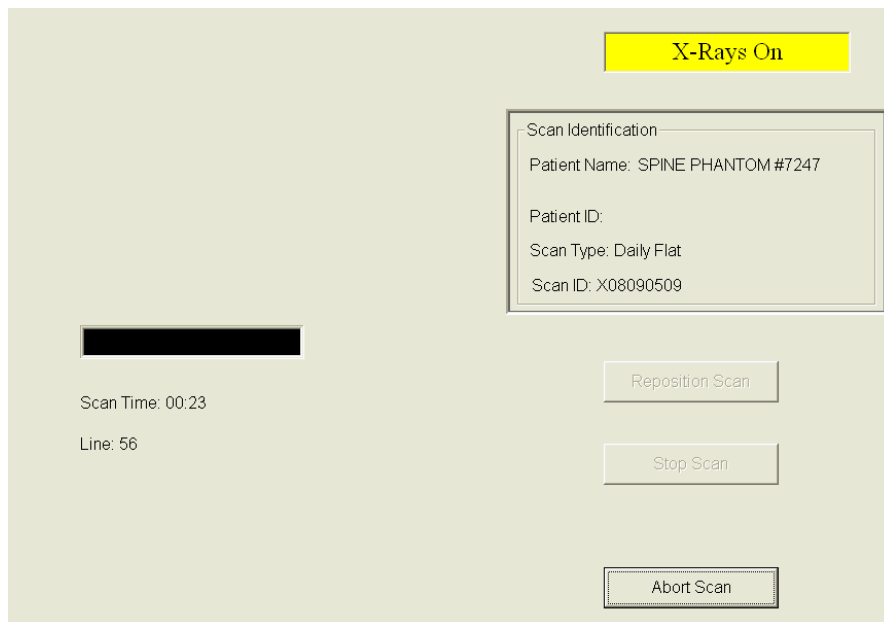 X-Rays On
Scan Identification
Patient Name: SPINE PHANTOM #7247
Patient ID:
Scan Type: Daily Flat
Scan ID: X08090509
Scan Time: 00:23
Line: 56
Reposition Scan
Stop Scan
Abort Scan